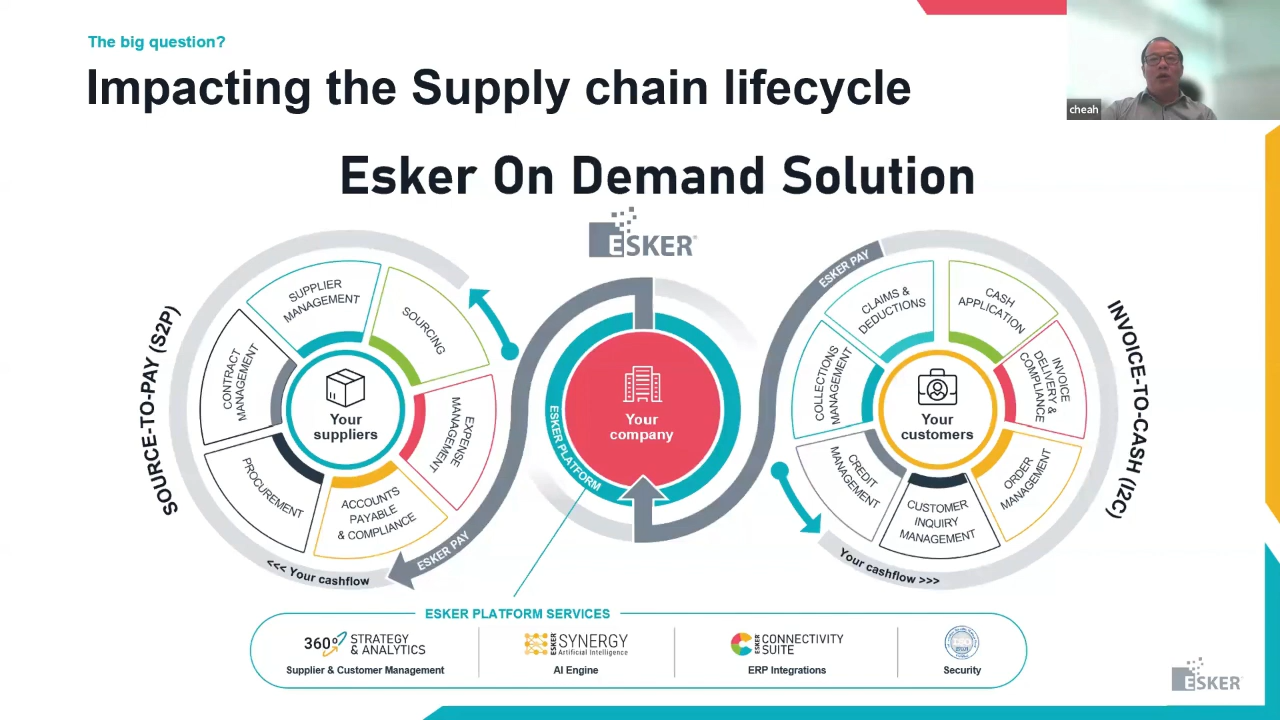 The big question?
Impacting the Supply chain lifecycle
cheah
Esker On Demand Solution
ESKER
SOURCE-TO-PAY (S2P)
SUPPLIER
MANAGEMENT
SOURCING
CONTRACT
MANAGEMENT
EXPENSE
MANAGEMENT
PROCUREMENT
ACCOUNTS
PAYABLE
& COMPLIANCE
Your
suppliers
<<< Your cashflow
ESKER PAY
ESKER PLATFORM
Your
company
ESKER PAY
CLAIMS &
DEDUCTIONS
CASH
APPLICATION
COLLECTIONS
MANAGEMENT
INVOICE
DELIVERY &
COMPLIANCE
CREDIT
MANAGEMENT
CUSTOMER
INQUIRY
MANAGEMENT
ORDER
MANAGEMENT
Your
customers
Your cashflow >>>
INVOICE-TO-CASH (I2C)
ESKER PLATFORM SERVICES
360° STRATEGY
& ANALYTICS
Supplier & Customer Management
ESKER SYNERGY
Artificial Intelligence
AI Engine
ESKER CONNECTIVITY
SUITE
ERP Integrations
Security
ESKER